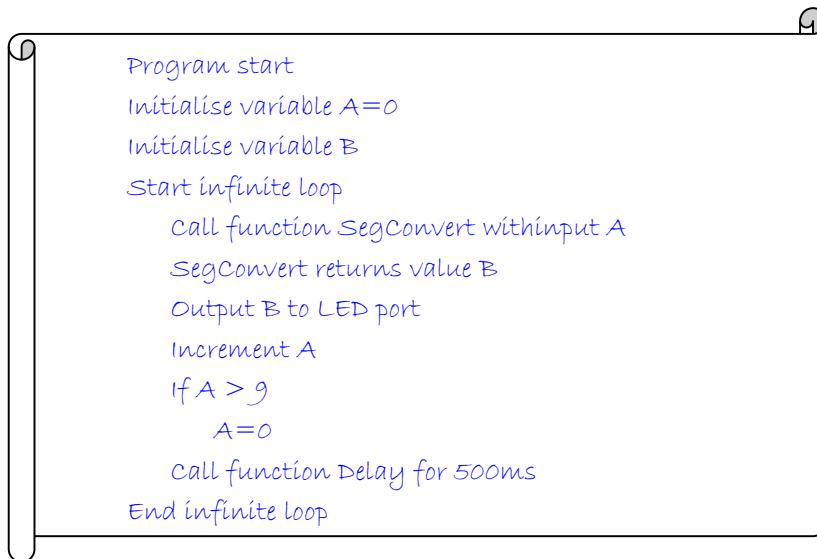 Program start
Initialise variable A=0
Initialise variable B
Start infinite loop
Call function SegConvert withinput A
SegConvert returns value B
Output B to LED port
Increment A
If A > 9
A=0
Call function Delay for 500ms
End infinite loop